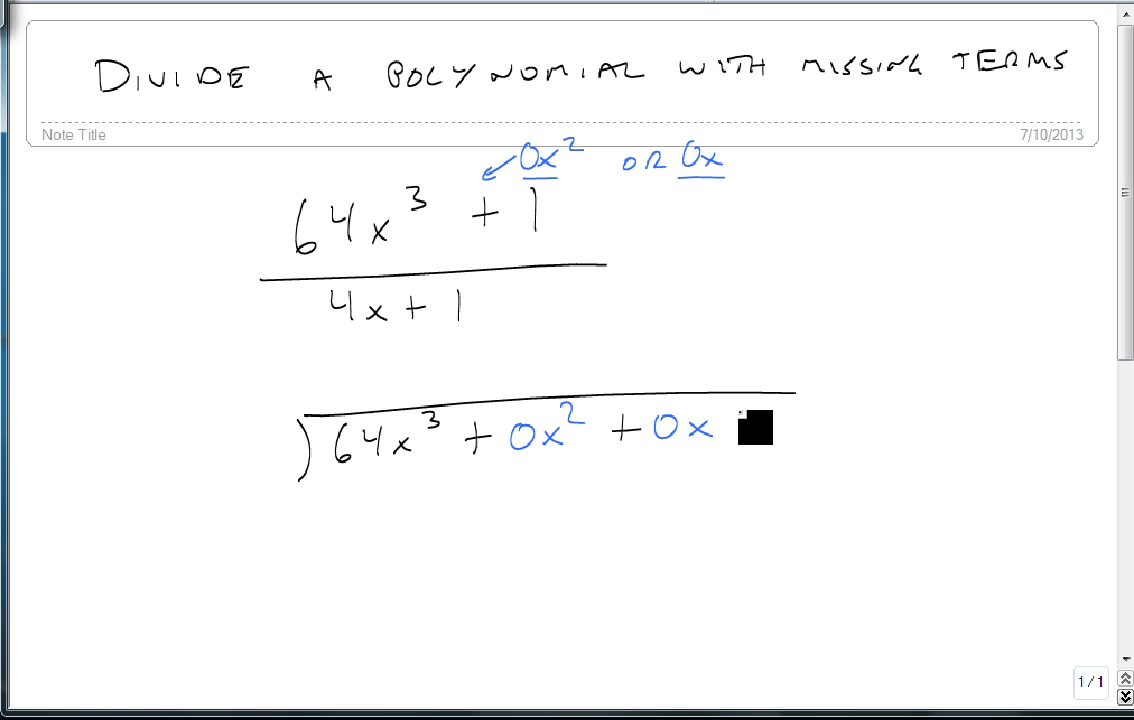 DIVIDE A POLYNOMIAL WITH MISSING TERMS
Note Title
7/10/2013
0x² OR 0x
64x³ + 1
4x + 1
)64x³ + 0x² + 0x
1/1